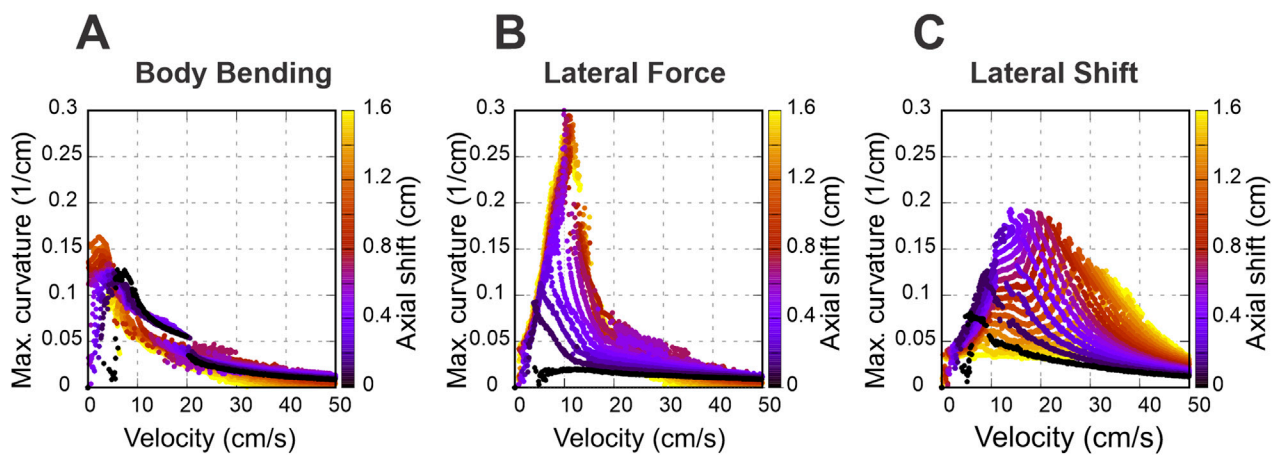 A
Body Bending
Max. curvature (1/cm)
0.3
0.25
0.2
0.15
0.1
0.05
0
0 10 20 30 40 50
Velocity (cm/s)
1.6
1.2
0.8
0.4
0
Axial shift (cm)
B
Lateral Force
Max. curvature (1/cm)
0.3
0.25
0.2
0.15
0.1
0.05
0
0 10 20 30 40 50
Velocity (cm/s)
1.6
1.2
0.8
0.4
0
Axial shift (cm)
C
Lateral Shift
Max. curvature (1/cm)
0.3
0.25
0.2
0.15
0.1
0.05
0
0 10 20 30 40 50
Velocity (cm/s)
1.6
1.2
0.8
0.4
0
Axial shift (cm)